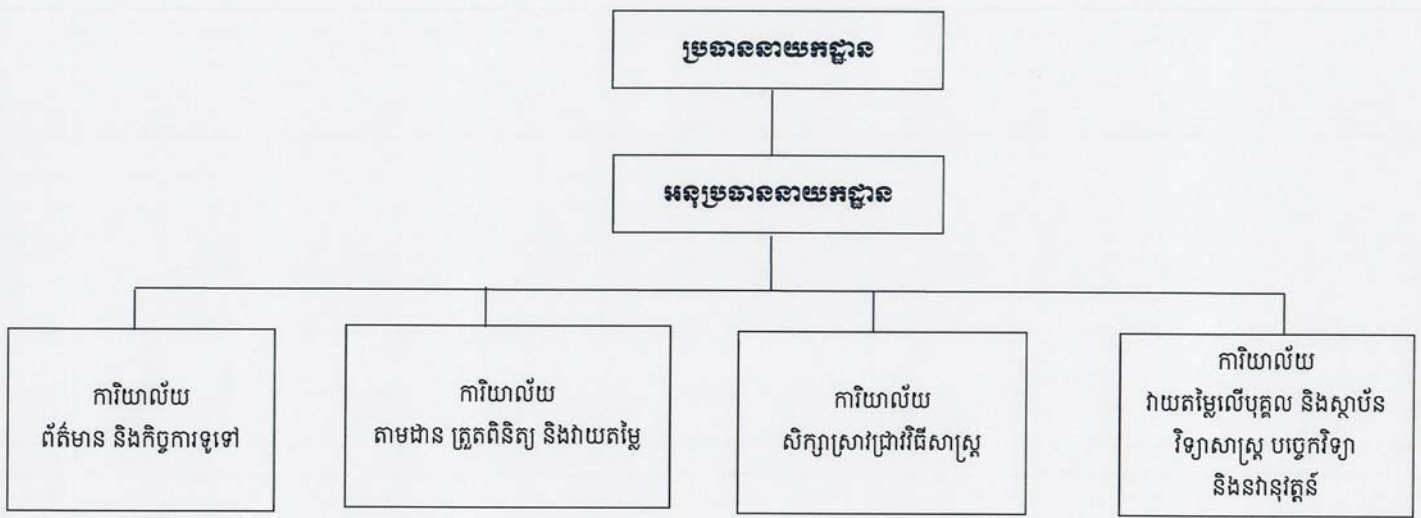 ប្រធាននាយកដ្ឋាន
អនុប្រធាននាយកដ្ឋាន
ការិយាល័យ
ព័ត៌មាន និងកិច្ចការទូទៅ
ការិយាល័យ
តាមដាន ត្រួតពិនិត្យ និងវាយតម្លៃ
ការិយាល័យ
សិក្សាស្រាវជ្រាវវិធីសាស្ត្រ
ការិយាល័យ
វាយតម្លៃលើបុគ្គល និងស្ថាប័ន
វិទ្យាសាស្ត្រ បច្ចេកវិទ្យា
និងនវានុវត្តន៍